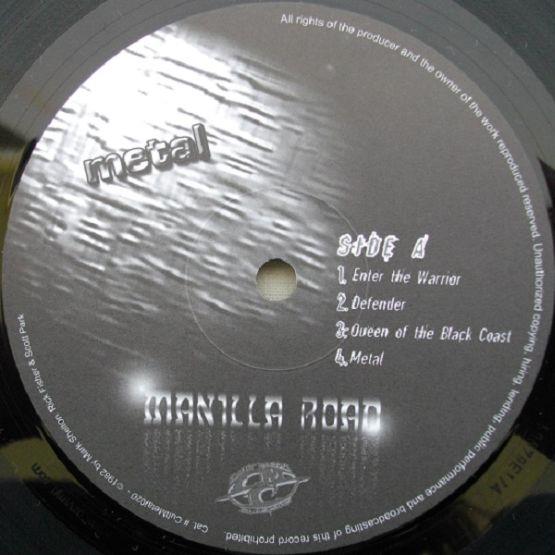 All rights of the producer and the owner of the work reproduced reserved. Unauthorized copying, hiring, lending, public performance and broadcasting of this record prohibited.
metal
SIDE A
1. Enter the Warrior
2. Defender
3. Queen of the Black Coast
4. Metal
MANILLA ROAD
Cat. # CultMetal020 - ©1982 by Mark Shelton, Rick Fisher & Scott Park